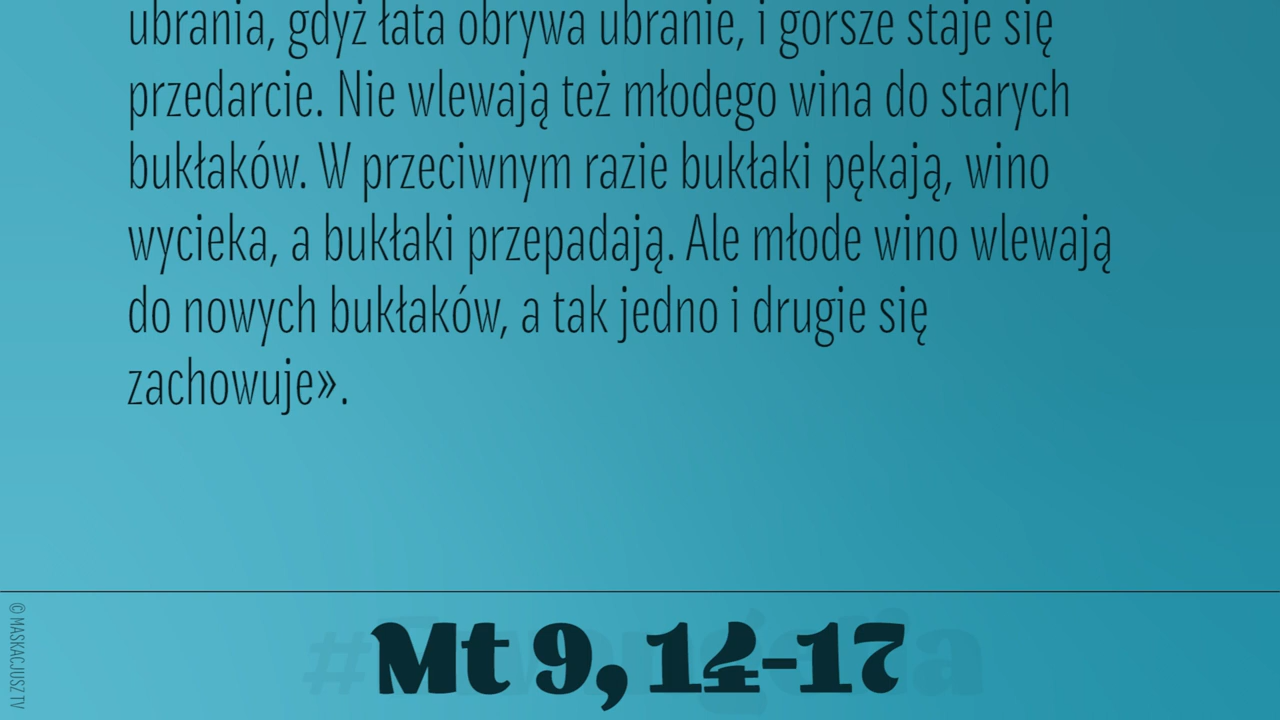 ubrania, gdyż łata obrywa ubranie, i gorsze staje się
przedarcie. Nie wlewają też młodego wina do starych
bukłaków. W przeciwnym razie bukłaki pękają, wino
wycieka, a bukłaki przepadają. Ale młode wino wlewają
do nowych bukłaków, a tak jedno i drugie się
zachowuje».
Mt 9, 14-17
© MASKACJUSZ TV